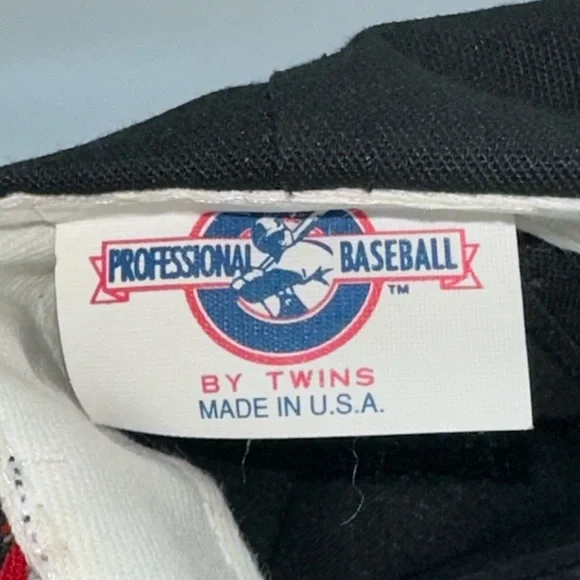 PROFESSIONAL BASEBALL
TM
BY TWINS
MADE IN U.S.A.